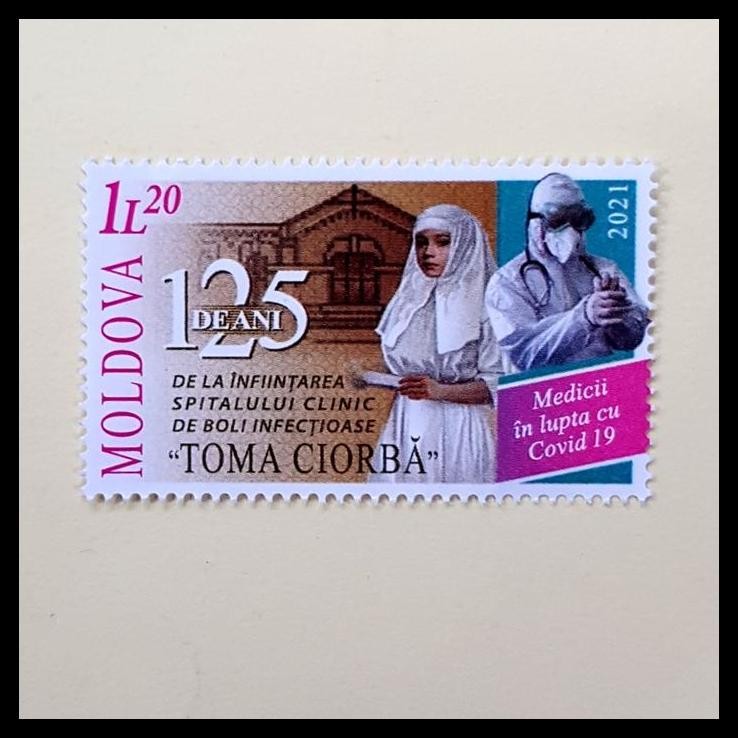 1L20
MOLDOVA
125
DE ANI
DE LA ÎNFIINȚAREA
SPITALULUI CLINIC
DE BOLI INFECȚIOASE
“TOMA CIORBĂ”
2021
Medicii
în lupta cu
Covid 19